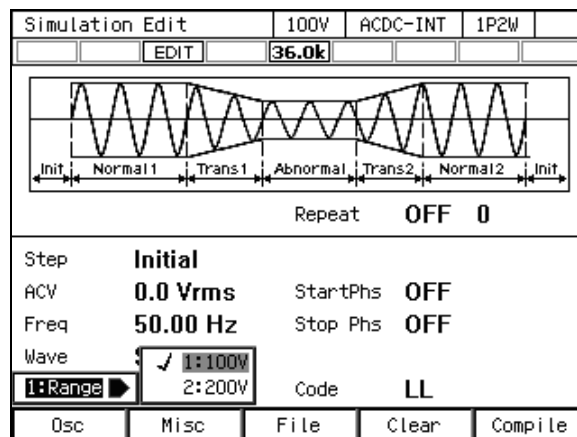 Simulation Edit 100V ACDC-INT 1P2W
EDIT 36.0k
Init Normal1 Trans1 Abnormal Trans2 Normal2 Init
Repeat OFF 0
Step Initial
ACV 0.0 Vrms StartPhs OFF
Freq 50.00 Hz Stop Phs OFF
Wave
✓ 1:100V
1:Range 2:200V Code LL
Osc Misc File Clear Compile